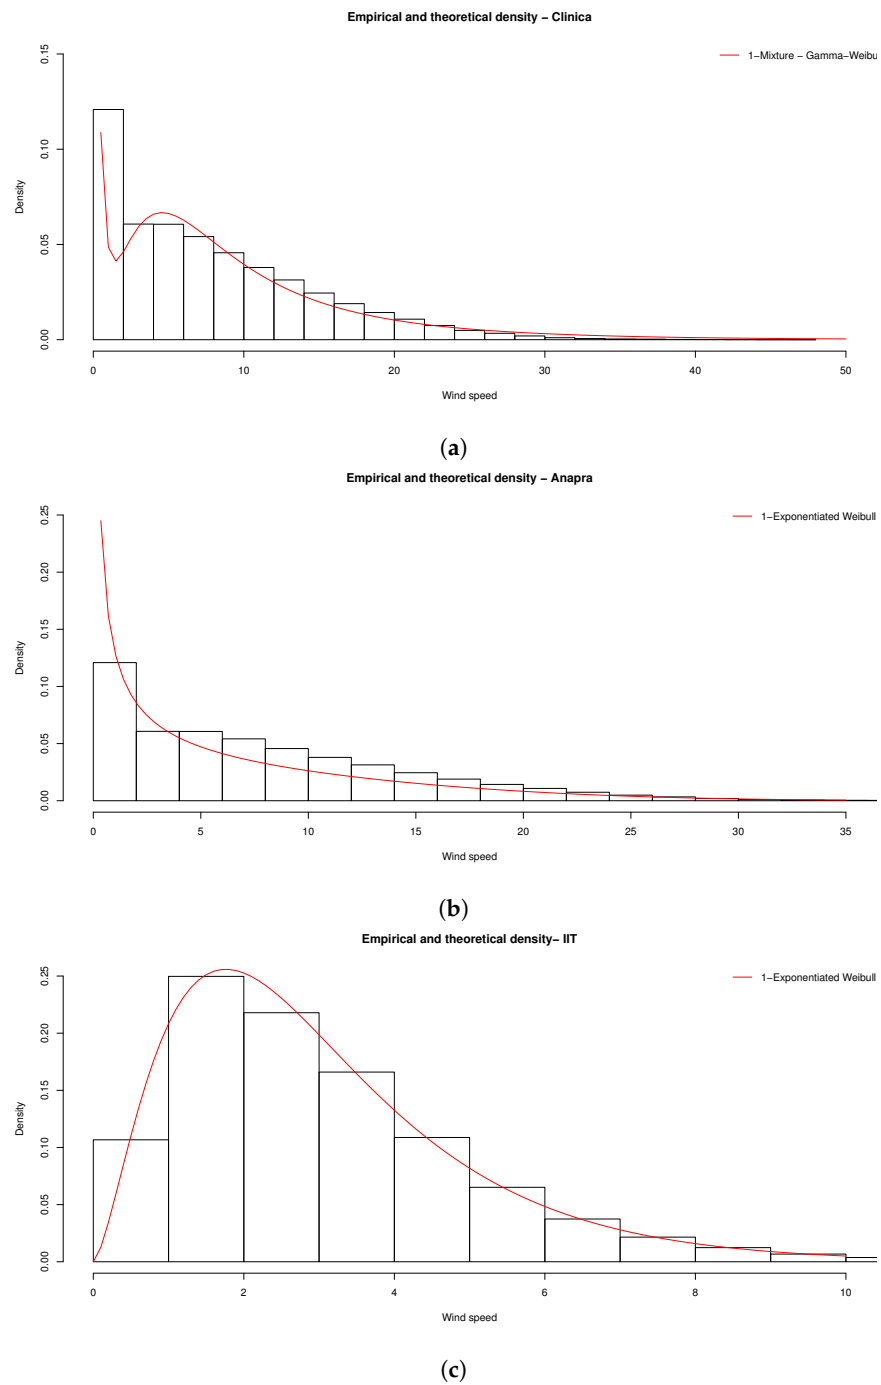 Empirical and theoretical density – Clinica
1–Mixture – Gamma–Weibu
Density
0.00 0.05 0.10 0.15
0 10 20 30 40 50
Wind speed
(a)
Empirical and theoretical density – Anapra
1–Exponentiated Weibull
Density
0.00 0.05 0.10 0.15 0.20 0.25
0 5 10 15 20 25 30 35
Wind speed
(b)
Empirical and theoretical density– IIT
1–Exponentiated Weibull
Density
0.00 0.05 0.10 0.15 0.20 0.25
0 2 4 6 8 10
Wind speed
(c)